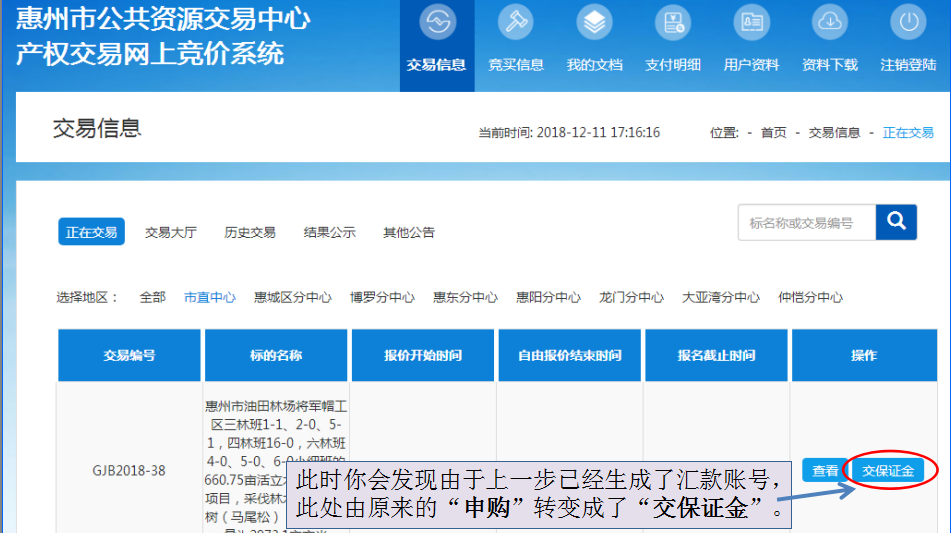 惠州市公共资源交易中心
产权交易网上竞价系统
交易信息 竞买信息 我的文档 支付明细 用户资料 资料下载 注销登陆
交易信息
当前时间: 2018-12-11 17:16:16
位置: - 首页 - 交易信息 - 正在交易
正在交易 交易大厅 历史交易 结果公示 其他公告
标名称或交易编号
选择地区： 全部 市直中心 惠城区分中心 博罗分中心 惠东分中心 惠阳分中心 龙门分中心 大亚湾分中心 仲恺分中心
交易编号 标的名称 报价开始时间 自由报价结束时间 报名截止时间 操作
GJB2018-38
惠州市油田林场将军帽工
区三林班1-1、2-0、5-
1，四林班16-0，六林班
4-0、5-0、6-0小细班的
660.75亩活立木
项目，采伐林木
树（马尾松）
查看 交保证金
此时你会发现由于上一步已经生成了汇款账号，
此处由原来的“申购”转变成了“交保证金”。